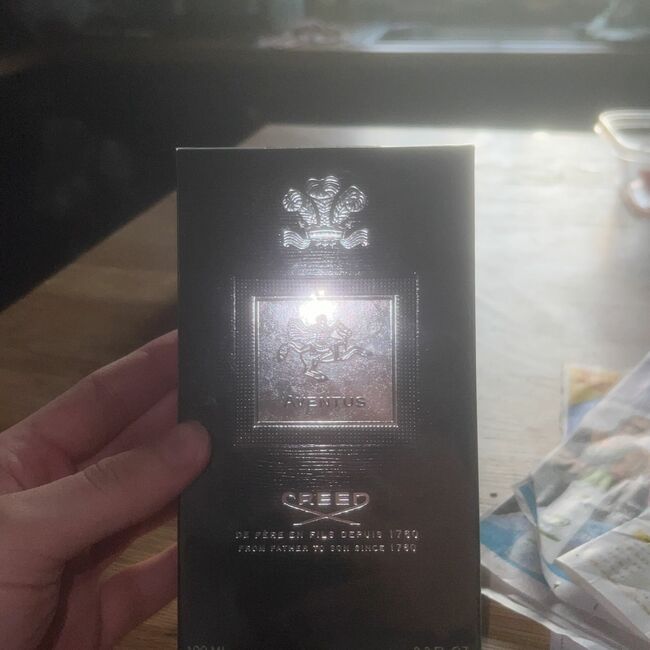 AVENTUS
CREED
DE PÈRE EN FILS DEPUIS 1760
FROM FATHER TO SON SINCE 1760